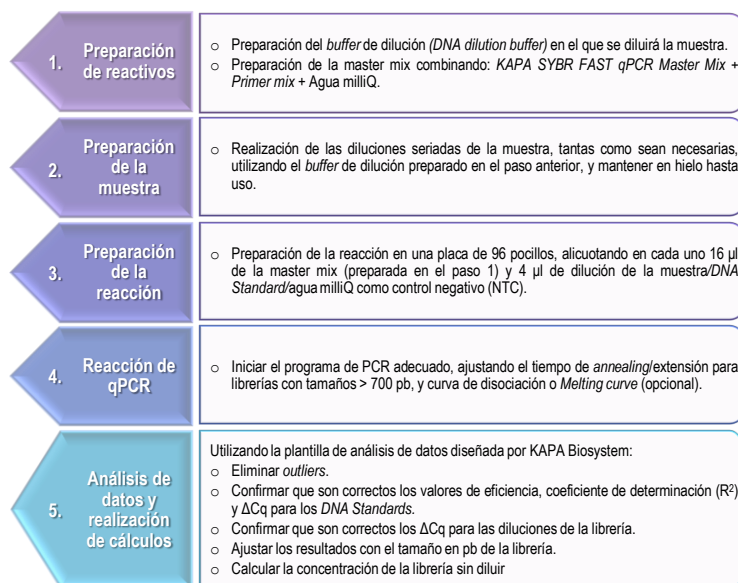 1. Preparación
de reactivos
o Preparación del buffer de dilución (DNA dilution buffer) en el que se diluirá la muestra.
o Preparación de la master mix combinando: KAPA SYBR FAST qPCR Master Mix +
Primer mix + Agua milliQ.
2. Preparación
de la
muestra
o Realización de las diluciones seriadas de la muestra, tantas como sean necesarias,
utilizando el buffer de dilución preparado en el paso anterior, y mantener en hielo hasta
uso.
3. Preparación
de la
reacción
o Preparación de la reacción en una placa de 96 pocillos, alicuotando en cada uno 16 µl
de la master mix (preparada en el paso 1) y 4 µl de dilución de la muestra/DNA
Standard/agua milliQ como control negativo (NTC).
4. Reacción de
qPCR
o Iniciar el programa de PCR adecuado, ajustando el tiempo de annealing/extensión para
librerías con tamaños > 700 pb, y curva de disociación o Melting curve (opcional).
5. Análisis de
datos y
realización
de cálculos
Utilizando la plantilla de análisis de datos diseñada por KAPA Biosystem:
o Eliminar outliers.
o Confirmar que son correctos los valores de eficiencia, coeficiente de determinación (R²)
y ΔCq para los DNA Standards.
o Confirmar que son correctos los ΔCq para las diluciones de la librería.
o Ajustar los resultados con el tamaño en pb de la librería.
o Calcular la concentración de la librería sin diluir